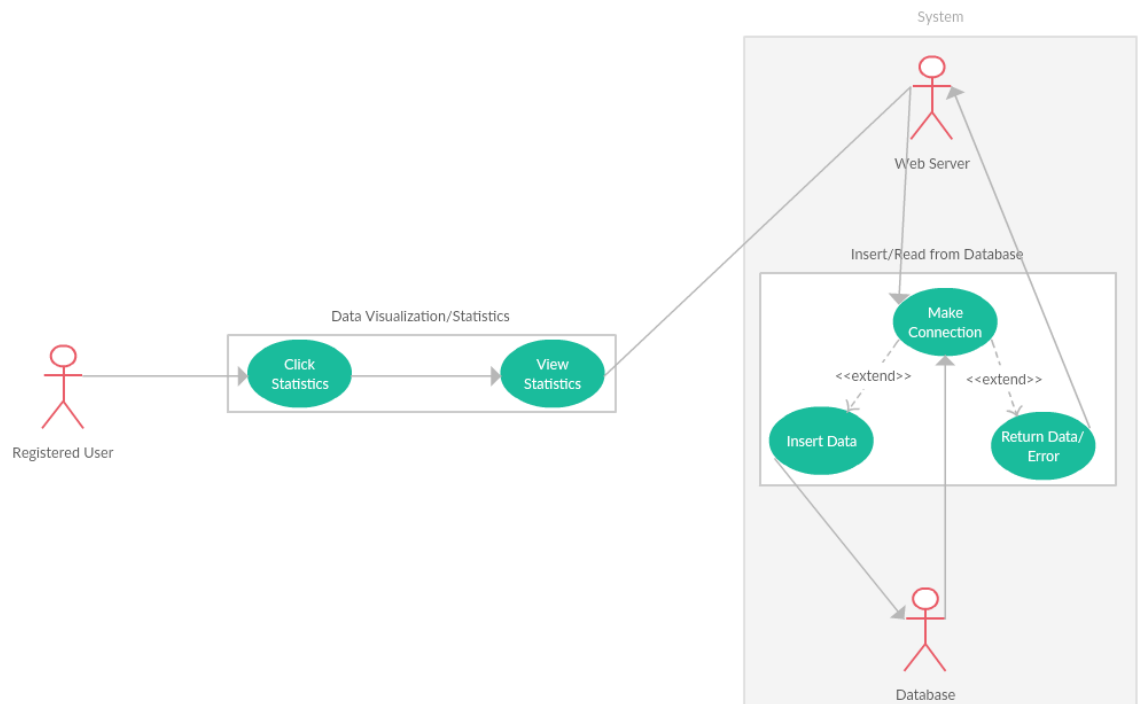 System
Web Server
Insert/Read from Database
Make
Connection
Data Visualization/Statistics
Click
Statistics
View
Statistics
<<extend>>
<<extend>>
Registered User
Insert Data
Return Data/
Error
Database